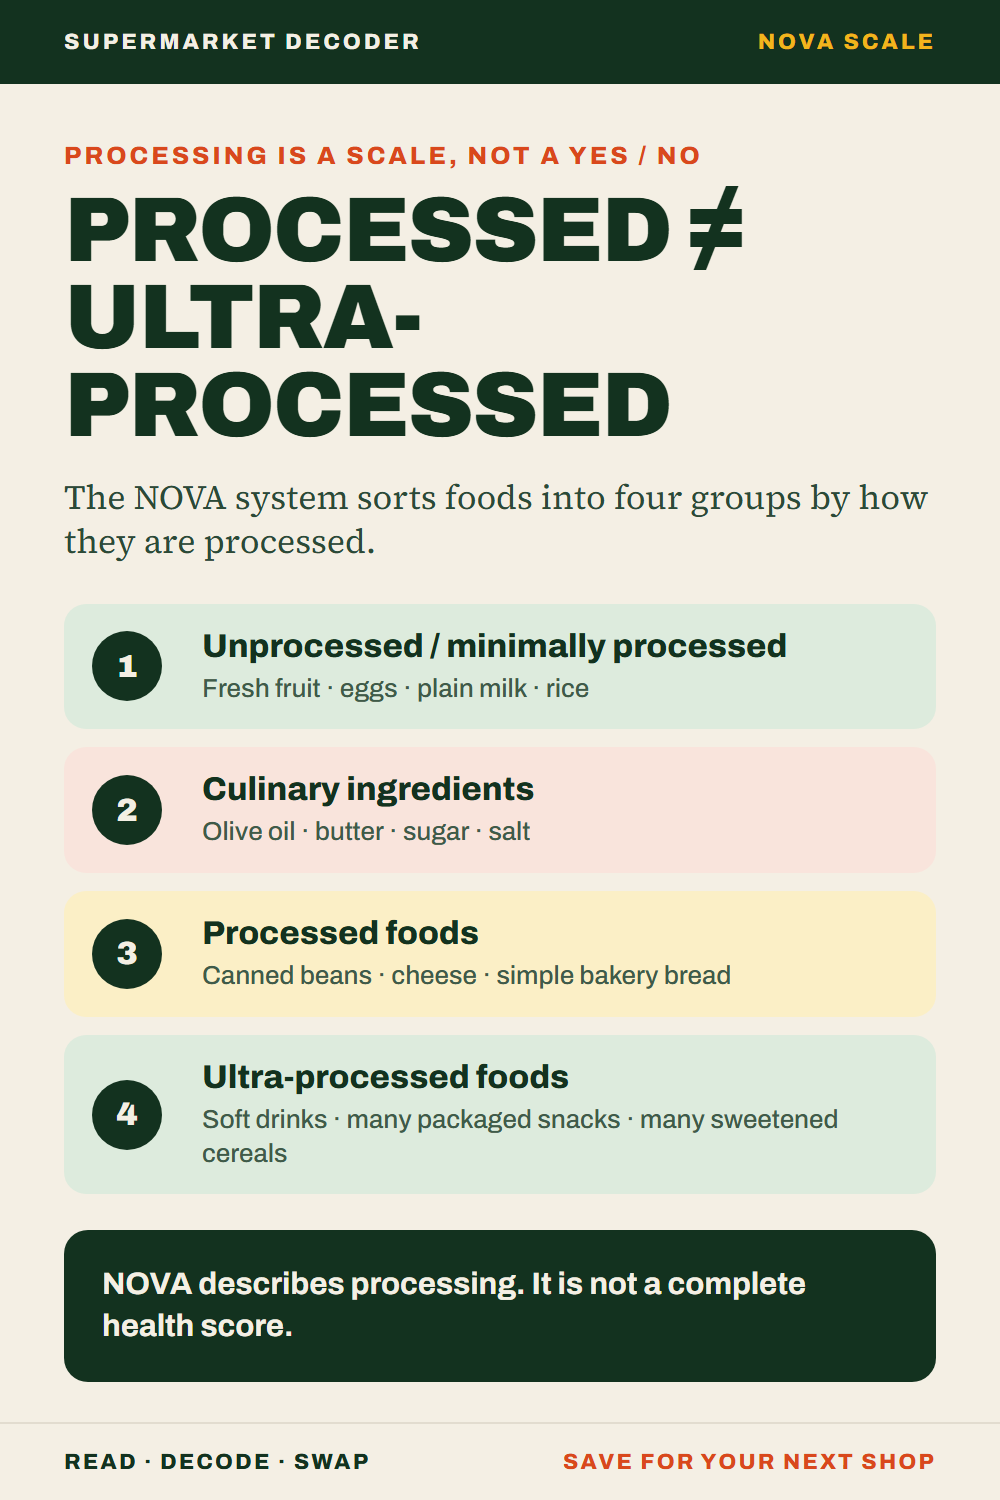 SUPERMARKET DECODER
NOVA SCALE
PROCESSING IS A SCALE, NOT A YES / NO
PROCESSED ≠
ULTRA-
PROCESSED
The NOVA system sorts foods into four groups by how
they are processed.
1
Unprocessed / minimally processed
Fresh fruit · eggs · plain milk · rice
2
Culinary ingredients
Olive oil · butter · sugar · salt
3
Processed foods
Canned beans · cheese · simple bakery bread
4
Ultra-processed foods
Soft drinks · many packaged snacks · many sweetened
cereals
NOVA describes processing. It is not a complete
health score.
READ · DECODE · SWAP
SAVE FOR YOUR NEXT SHOP